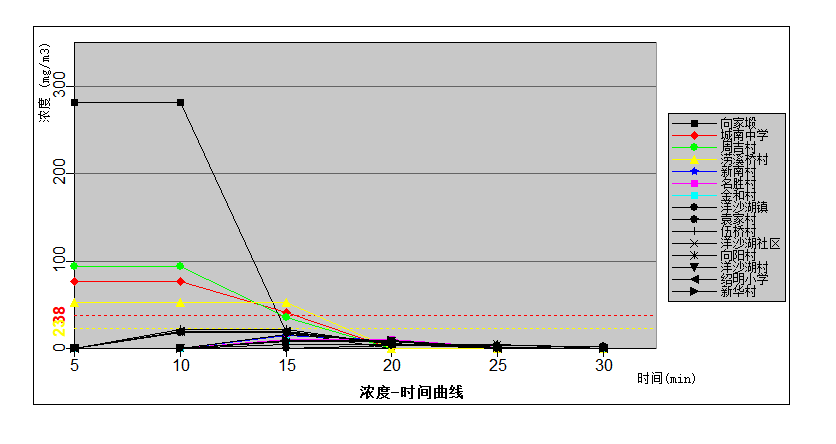 浓度 (mg/m3)
300
200
100
38
23
0
5 10 15 20 25 30
时间(min)
浓度-时间曲线
向家塅
城南中学
周吉村
涝溪桥村
新南村
名胜村
金和村
洋沙湖镇
袁家村
伍桥村
洋沙湖社区
向阳村
洋沙湖村
绍明小学
新华村